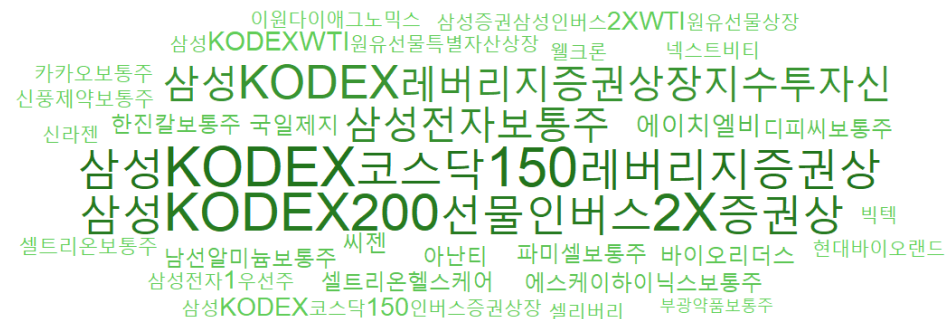 이원다이애그노믹스 삼성증권삼성인버스2XWTI원유선물상장
삼성KODEXWTI원유선물특별자산상장 웰크론 넥스트비티
카카오보통주 삼성KODEX레버리지증권상장지수투자신
신풍제약보통주
신라젠 한진칼보통주 국일제지 삼성전자보통주 에이치엘비 디피씨보통주
삼성KODEX코스닥150레버리지증권상
삼성KODEX200선물인버스2X증권상 빅텍
셀트리온보통주 남선알미늄보통주 씨젠 아난티 파미셀보통주 바이오리더스 현대바이오랜드
삼성전자1우선주 셀트리온헬스케어 에스케이하이닉스보통주
삼성KODEX코스닥150인버스증권상장 셀리버리 부광약품보통주